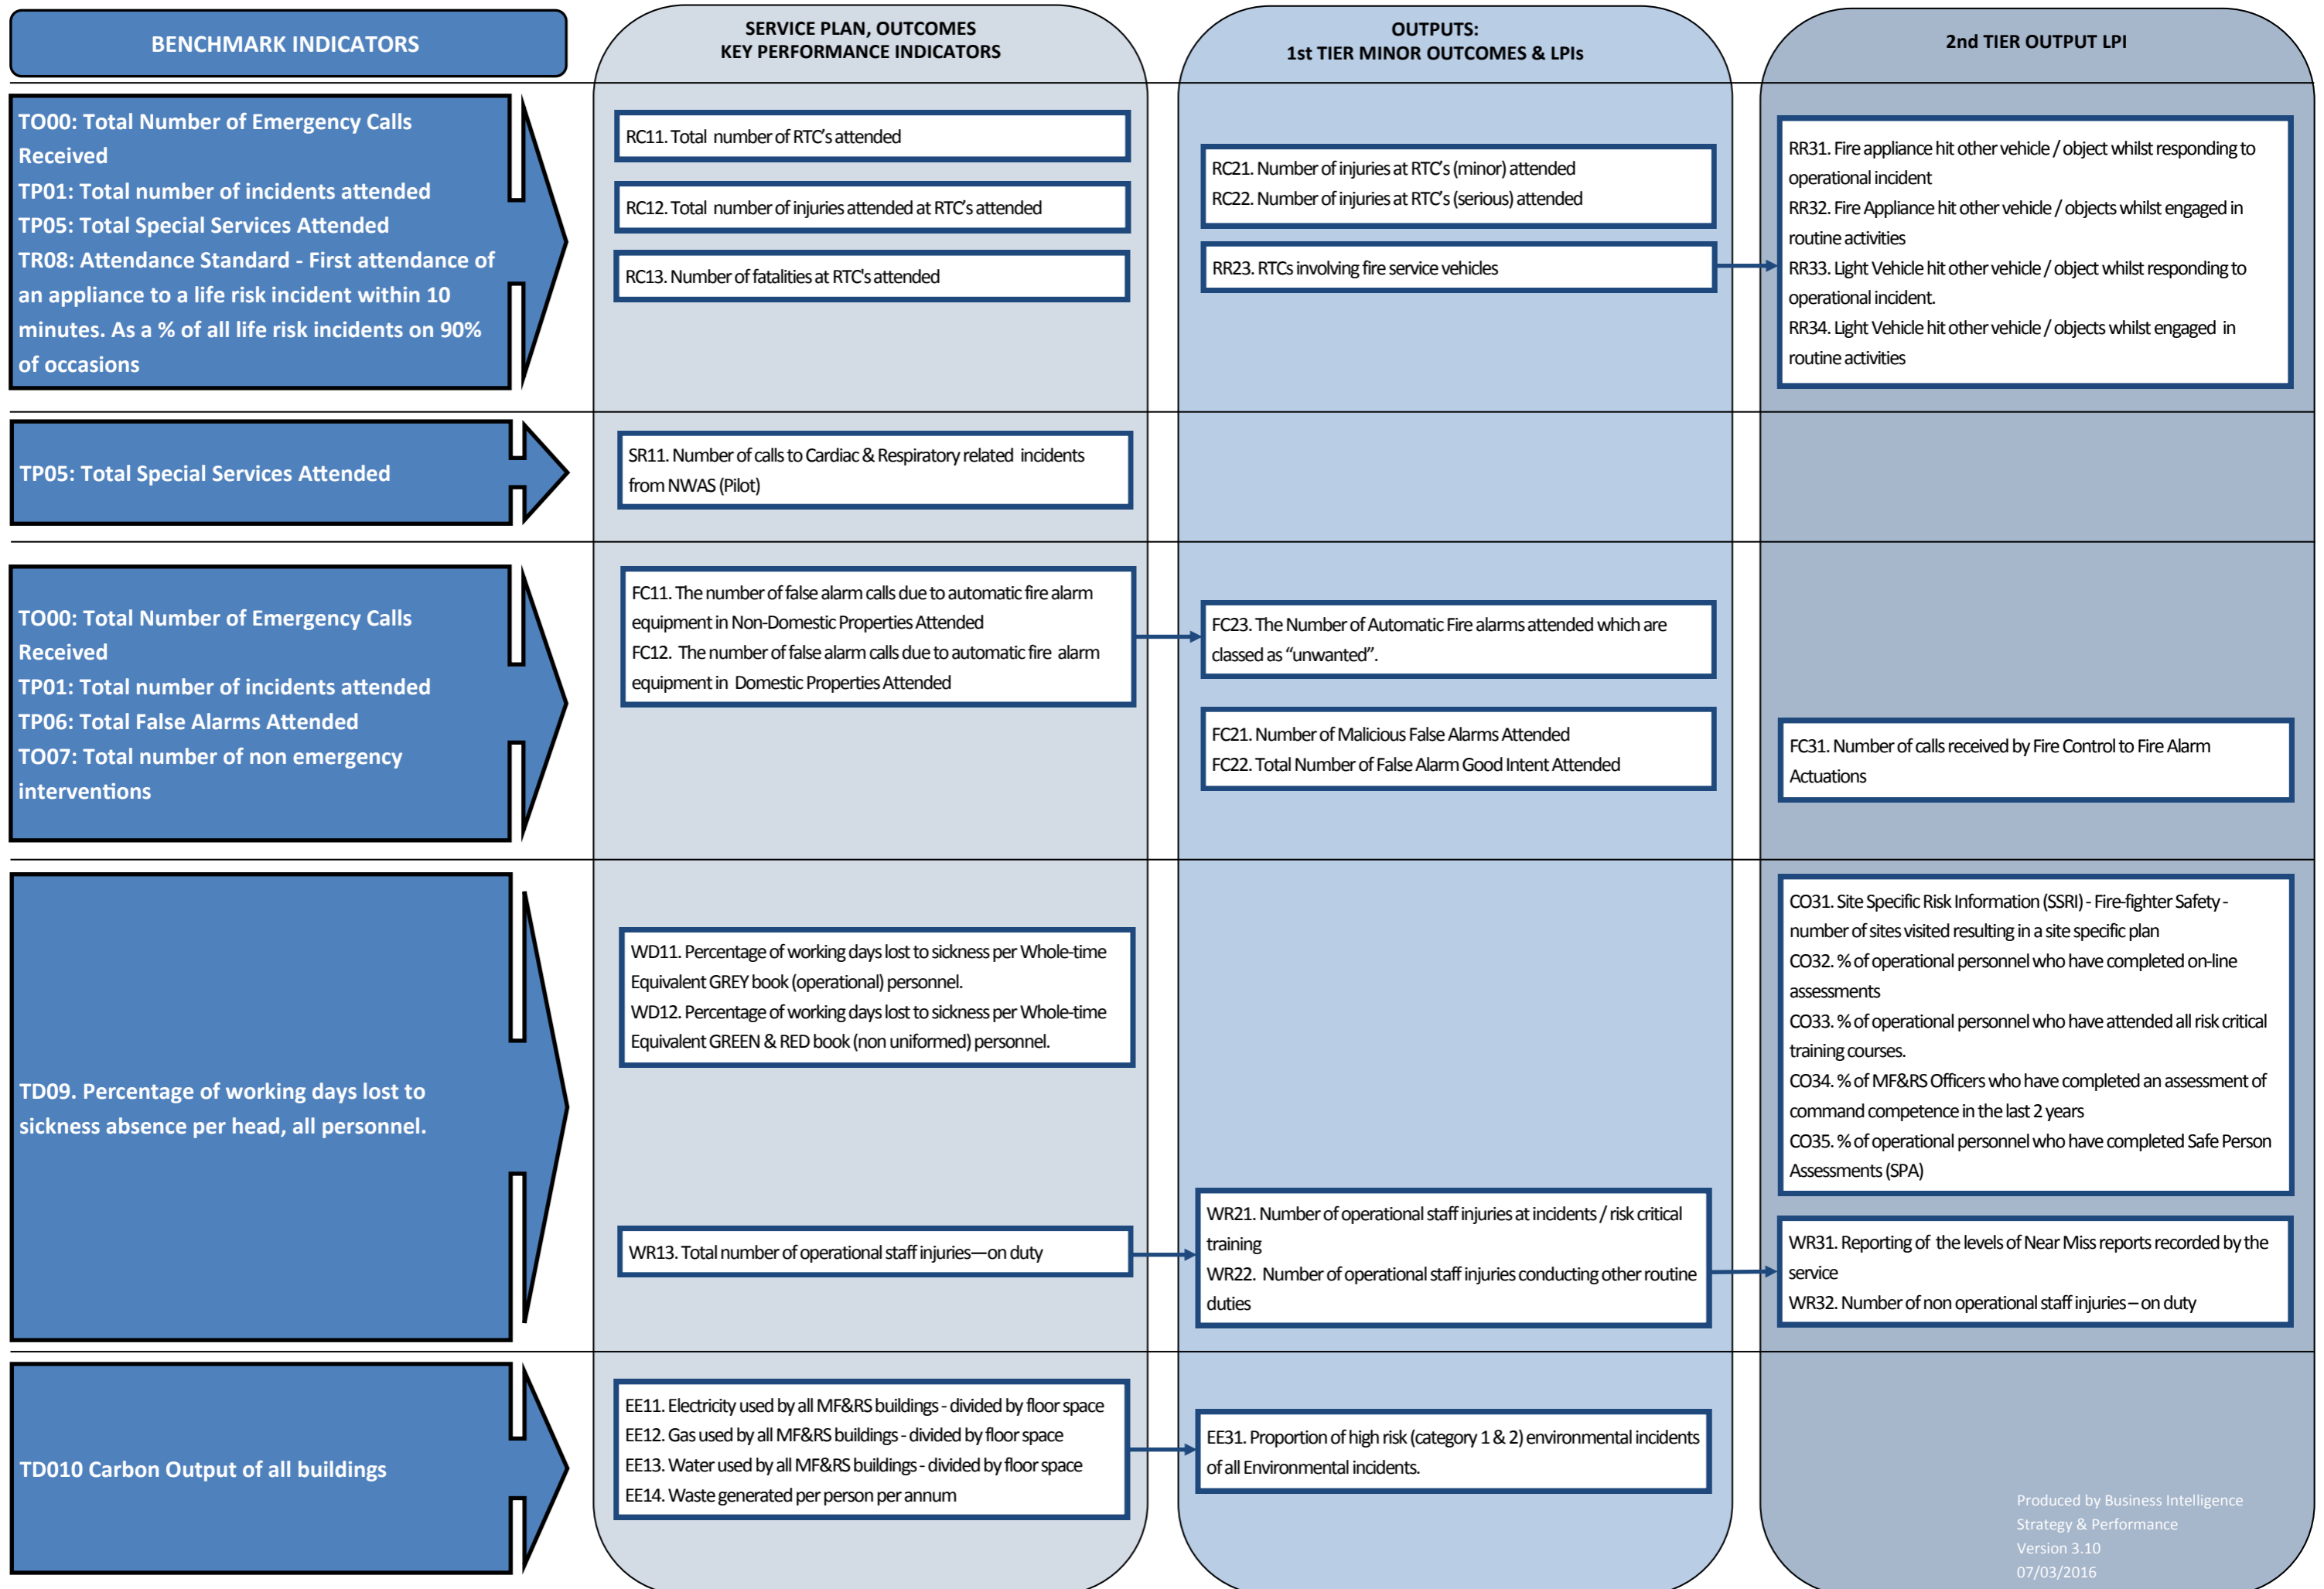 BENCHMARK INDICATORS
SERVICE PLAN, OUTCOMES
KEY PERFORMANCE INDICATORS
OUTPUTS:
1st TIER MINOR OUTCOMES & LPIs
2nd TIER OUTPUT LPI
TO00: Total Number of Emergency Calls
Received
TP01: Total number of incidents attended
TP05: Total Special Services Attended
TR08: Attendance Standard - First attendance of
an appliance to a life risk incident within 10
minutes. As a % of all life risk incidents on 90%
of occasions
RC11. Total number of RTC’s attended
RC12. Total number of injuries attended at RTC’s attended
RC13. Number of fatalities at RTC's attended
RC21. Number of injuries at RTC’s (minor) attended
RC22. Number of injuries at RTC’s (serious) attended
RR23. RTCs involving fire service vehicles
RR31. Fire appliance hit other vehicle / object whilst responding to
operational incident
RR32. Fire Appliance hit other vehicle / objects whilst engaged in
routine activities
RR33. Light Vehicle hit other vehicle / object whilst responding to
operational incident.
RR34. Light Vehicle hit other vehicle / objects whilst engaged in
routine activities
TP05: Total Special Services Attended
SR11. Number of calls to Cardiac & Respiratory related incidents
from NWAS (Pilot)
TO00: Total Number of Emergency Calls
Received
TP01: Total number of incidents attended
TP06: Total False Alarms Attended
TO07: Total number of non emergency
interventions
FC11. The number of false alarm calls due to automatic fire alarm
equipment in Non-Domestic Properties Attended
FC12. The number of false alarm calls due to automatic fire alarm
equipment in Domestic Properties Attended
FC23. The Number of Automatic Fire alarms attended which are
classed as “unwanted”.
FC21. Number of Malicious False Alarms Attended
FC22. Total Number of False Alarm Good Intent Attended
FC31. Number of calls received by Fire Control to Fire Alarm
Actuations
TD09. Percentage of working days lost to
sickness absence per head, all personnel.
WD11. Percentage of working days lost to sickness per Whole-time
Equivalent GREY book (operational) personnel.
WD12. Percentage of working days lost to sickness per Whole-time
Equivalent GREEN & RED book (non uniformed) personnel.
WR13. Total number of operational staff injuries—on duty
WR21. Number of operational staff injuries at incidents / risk critical
training
WR22. Number of operational staff injuries conducting other routine
duties
CO31. Site Specific Risk Information (SSRI) - Fire-fighter Safety -
number of sites visited resulting in a site specific plan
CO32. % of operational personnel who have completed on-line
assessments
CO33. % of operational personnel who have attended all risk critical
training courses.
CO34. % of MF&RS Officers who have completed an assessment of
command competence in the last 2 years
CO35. % of operational personnel who have completed Safe Person
Assessments (SPA)
WR31. Reporting of the levels of Near Miss reports recorded by the
service
WR32. Number of non operational staff injuries – on duty
TD010 Carbon Output of all buildings
EE11. Electricity used by all MF&RS buildings - divided by floor space
EE12. Gas used by all MF&RS buildings - divided by floor space
EE13. Water used by all MF&RS buildings - divided by floor space
EE14. Waste generated per person per annum
EE31. Proportion of high risk (category 1 & 2) environmental incidents
of all Environmental incidents.
Produced by Business Intelligence
Strategy & Performance
Version 3.10
07/03/2016